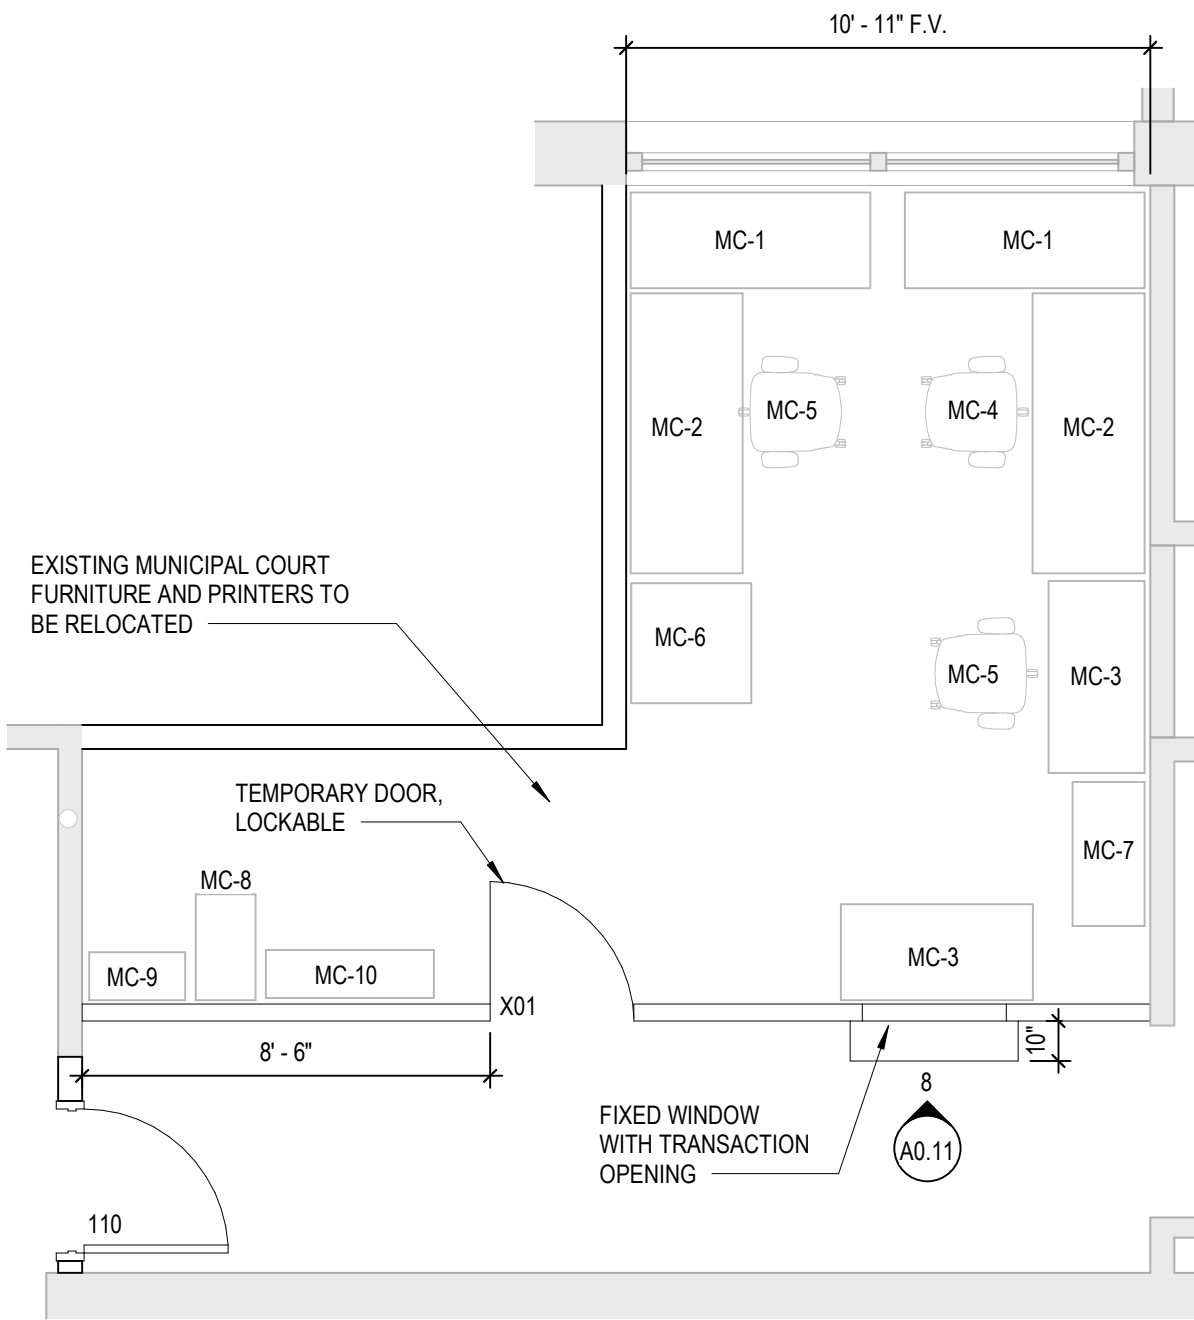 10' - 11" F.V.
MC-1
MC-1
MC-2
MC-5
MC-4
MC-2
EXISTING MUNICIPAL COURT
FURNITURE AND PRINTERS TO
BE RELOCATED
MC-6
MC-5
MC-3
TEMPORARY DOOR,
LOCKABLE
MC-7
MC-8
MC-3
MC-9
MC-10
X01
8' - 6"
10"
8
A0.11
FIXED WINDOW
WITH TRANSACTION
OPENING
110